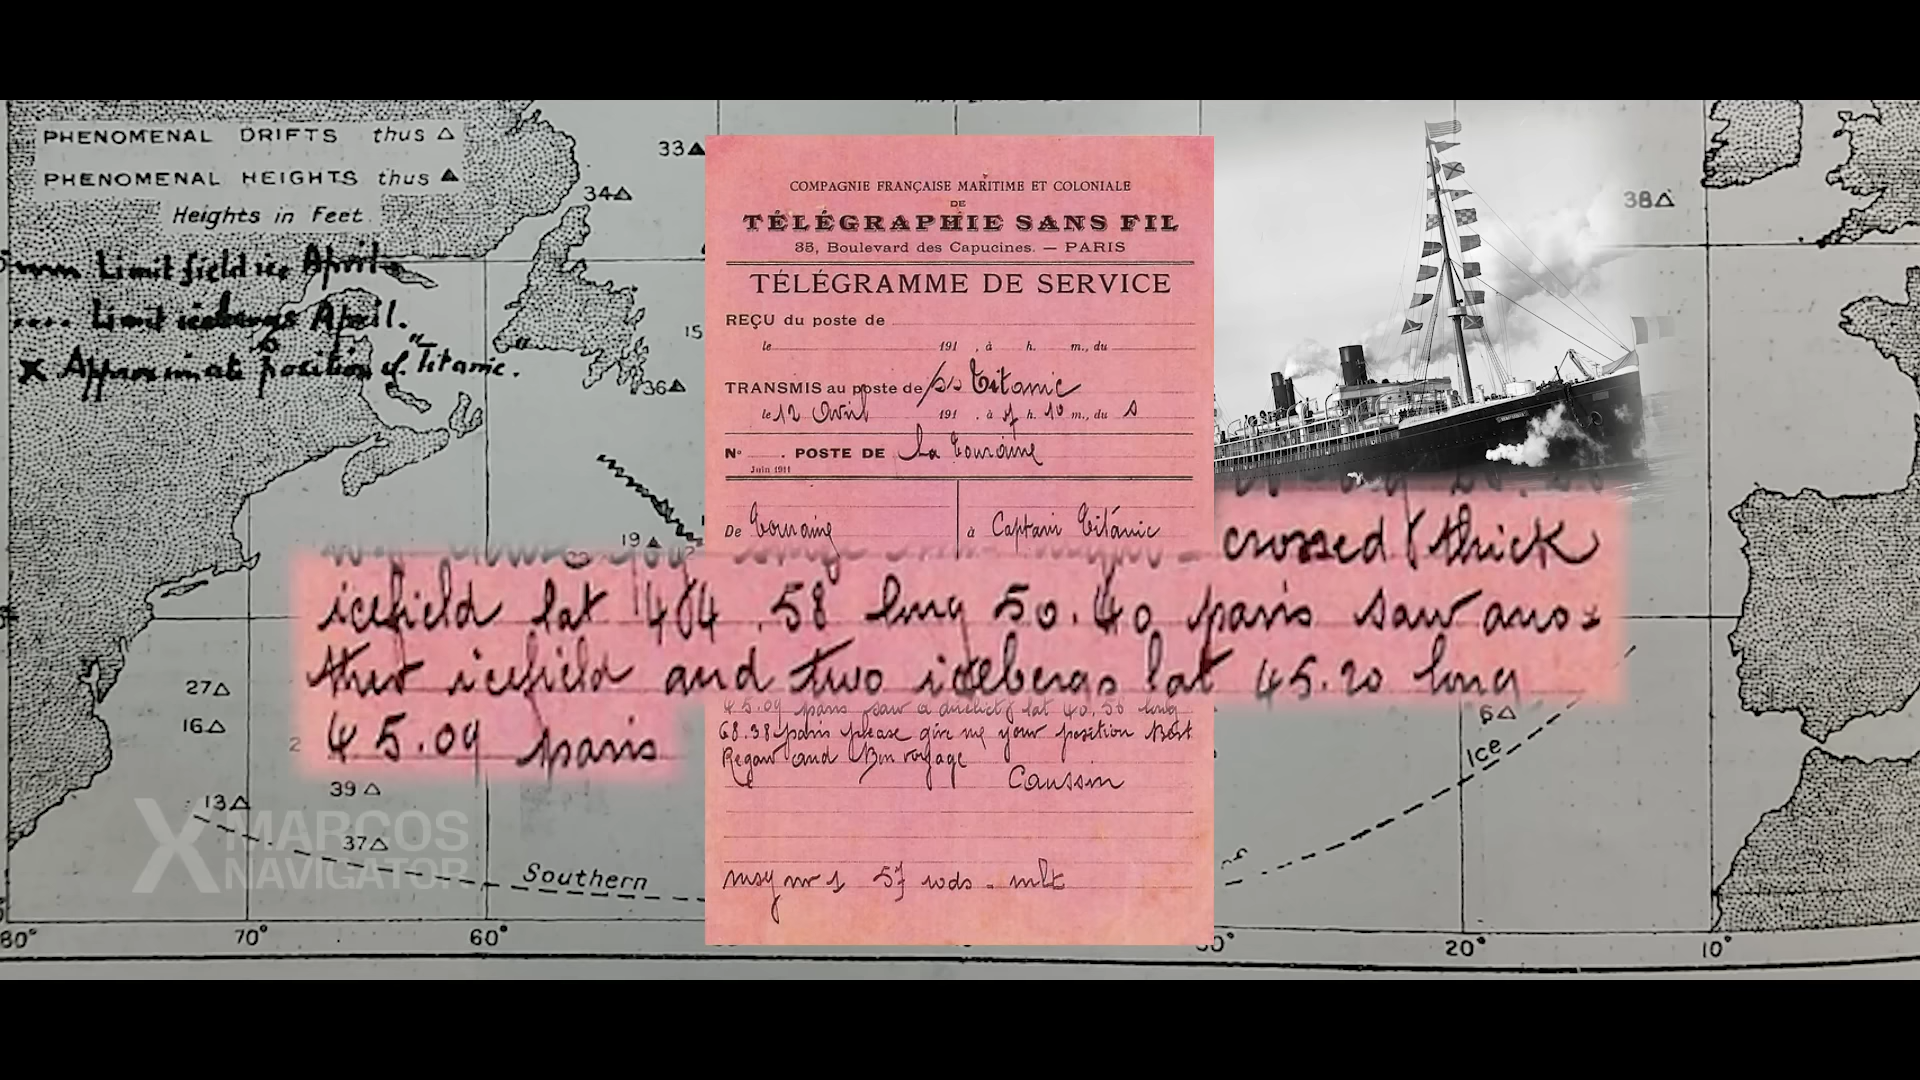 PHENOMENAL DRIFTS thus △
PHENOMENAL HEIGHTS thus ▲
Heights in Feet
Limit field ice April
.... Limit icebergs April.
X Approximate position of "Titanic".
33▲
34△
15
36▲
19▲
27△
16△
2
39△
13△
37△
38△
6△
Southern
Ice
80° 70° 60° 20° 10°
COMPAGNIE FRANÇAISE MARITIME ET COLONIALE
DE
TÉLÉGRAPHIE SANS FIL
35, Boulevard des Capucines. — PARIS
TÉLÉGRAMME DE SERVICE
REÇU du poste de
le 191 , à h. m., du
TRANSMIS au poste de ss Titanic
le 12 Avril 191 , à 7 h. 10 m., du S
N° . POSTE DE La Touraine
Juin 1911
De Touraine à Captain Titanic
crossed thick
icefield lat 44.58 long 50.40 paris saw ano-
ther icefield and two icebergs lat 45.20 long
45.09 paris
45.09 paris saw a derelict lat 40.56 long
68.38 paris please give me your position Best
Regard and Bon voyage
Caussin
msg nr 1 57 wds . mlt
X MARCOS
NAVIGATOR